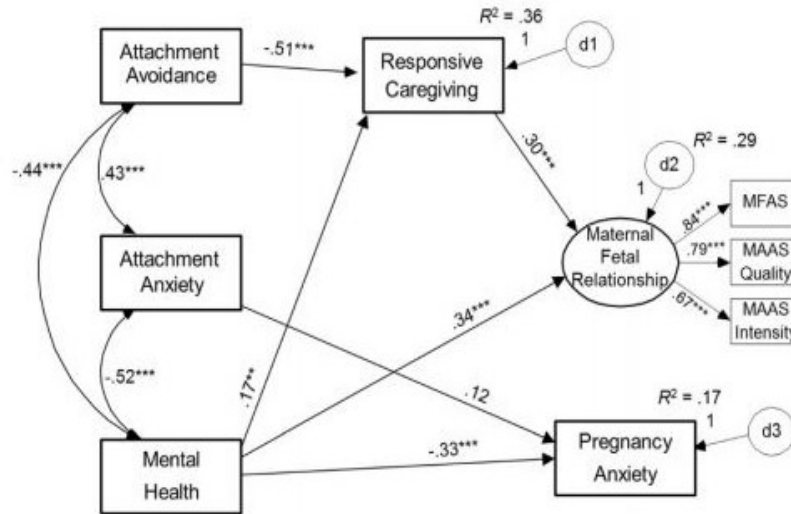 R² = .36
1
d1
Attachment
Avoidance
-.51***
Responsive
Caregiving
-.44***
.43***
.30***
R² = .29
d2
1
MFAS
.84***
Maternal
Fetal
Relationship
.79***
MAAS
Quality
.67***
MAAS
Intensity
Attachment
Anxiety
.34***
-.52***
.17**
.12
R² = .17
1
d3
Mental
Health
-.33***
Pregnancy
Anxiety